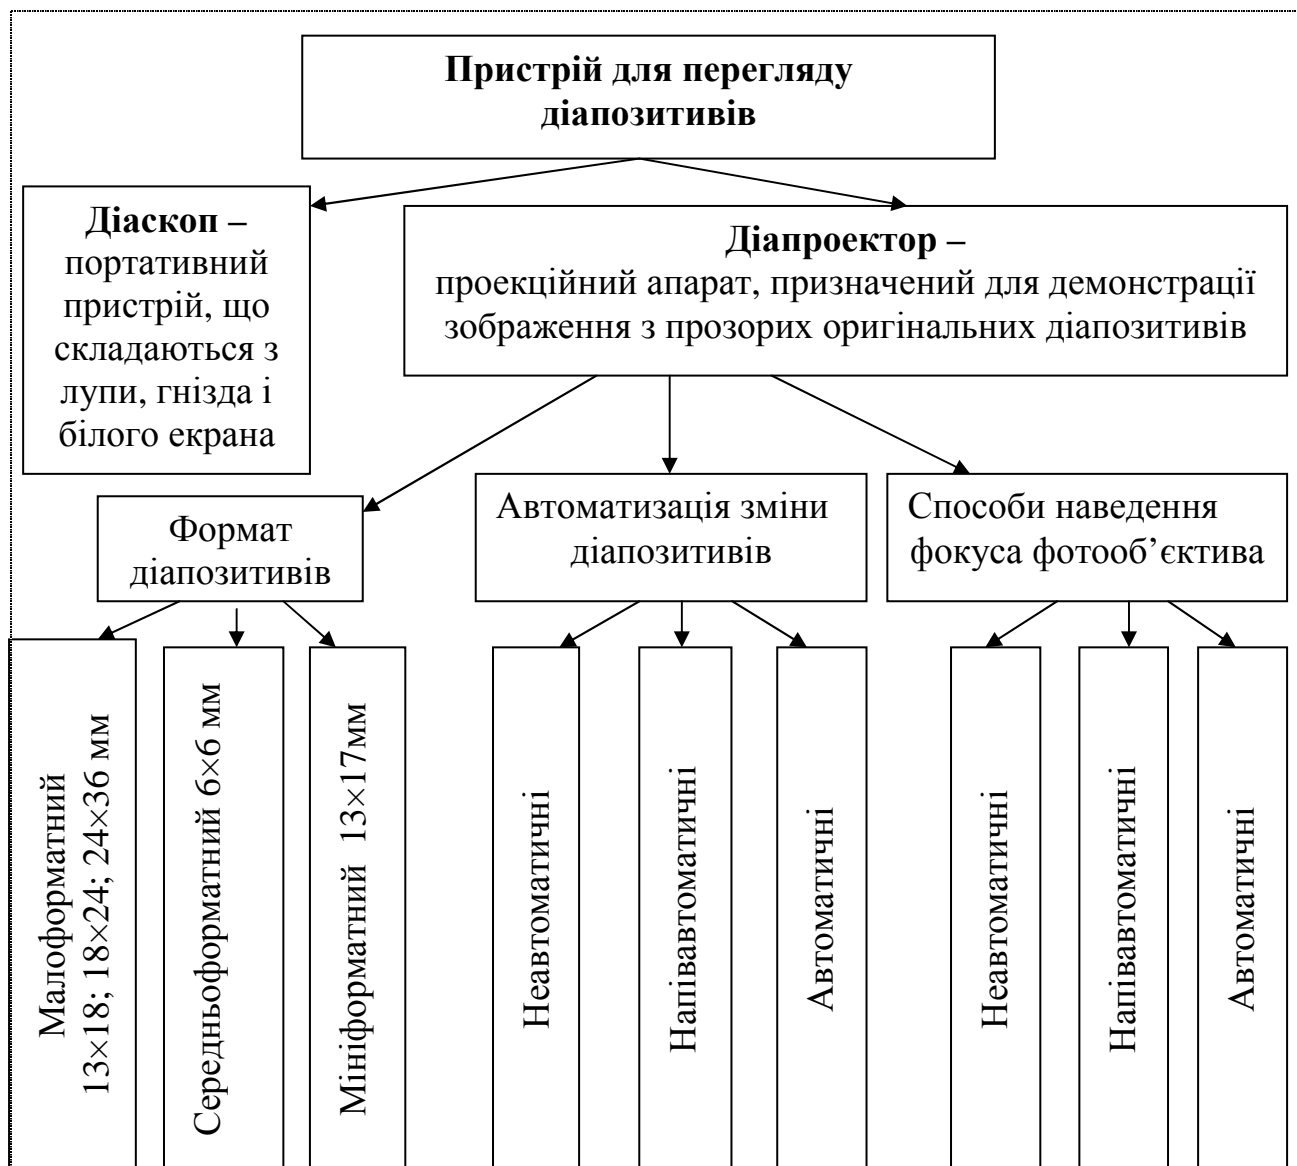 Пристрій для перегляду
діапозитивів
Діаскоп –
портативний
пристрій, що
складаються з
лупи, гнізда і
білого екрана
Діапроектор –
проекційний апарат, призначений для демонстрації
зображення з прозорих оригінальних діапозитивів
Формат
діапозитивів
Автоматизація зміни
діапозитивів
Способи наведення
фокуса фотооб’єктива
Малоформатний
13×18; 18×24; 24×36 мм
Середньоформатний 6×6 мм
Мініформатний 13×17мм
Неавтоматичні
Напівавтоматичні
Автоматичні
Неавтоматичні
Напівавтоматичні
Автоматичні